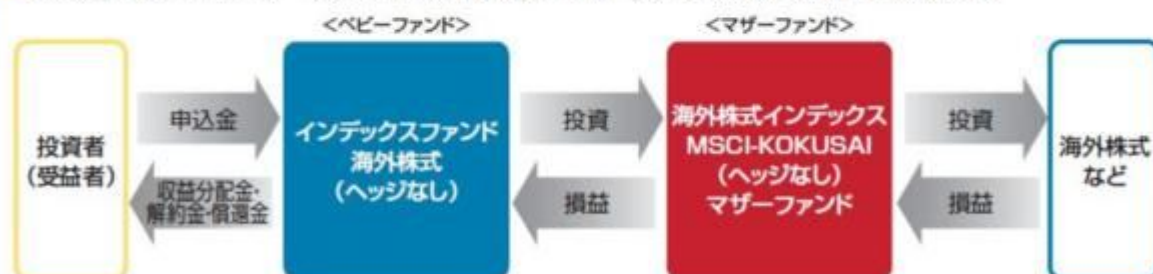 <ベビーファンド>
<マザーファンド>
投資者
(受益者)
申込金
収益分配金・
解約金・償還金
インデックスファンド
海外株式
(ヘッジなし)
投資
損益
海外株式インデックス
MSCI-KOKUSAI
(ヘッジなし)
マザーファンド
投資
損益
海外株式
など